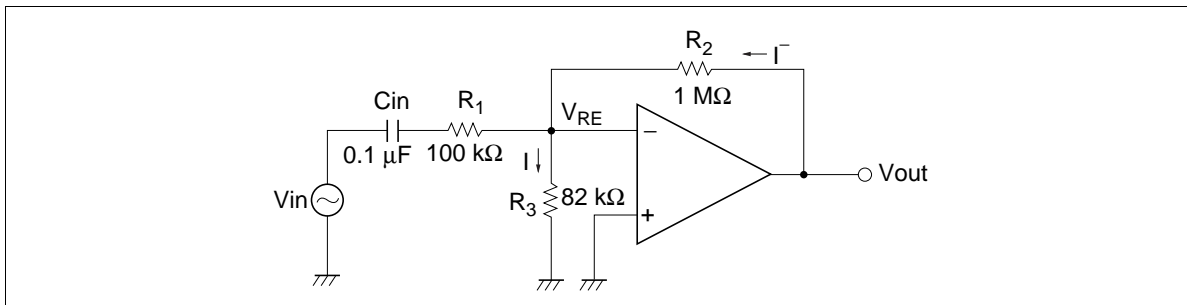 R2
I−
1 MΩ
Cin
R1
VRE
−
0.1 μF
100 kΩ
I
Vout
Vin
R3
82 kΩ
+